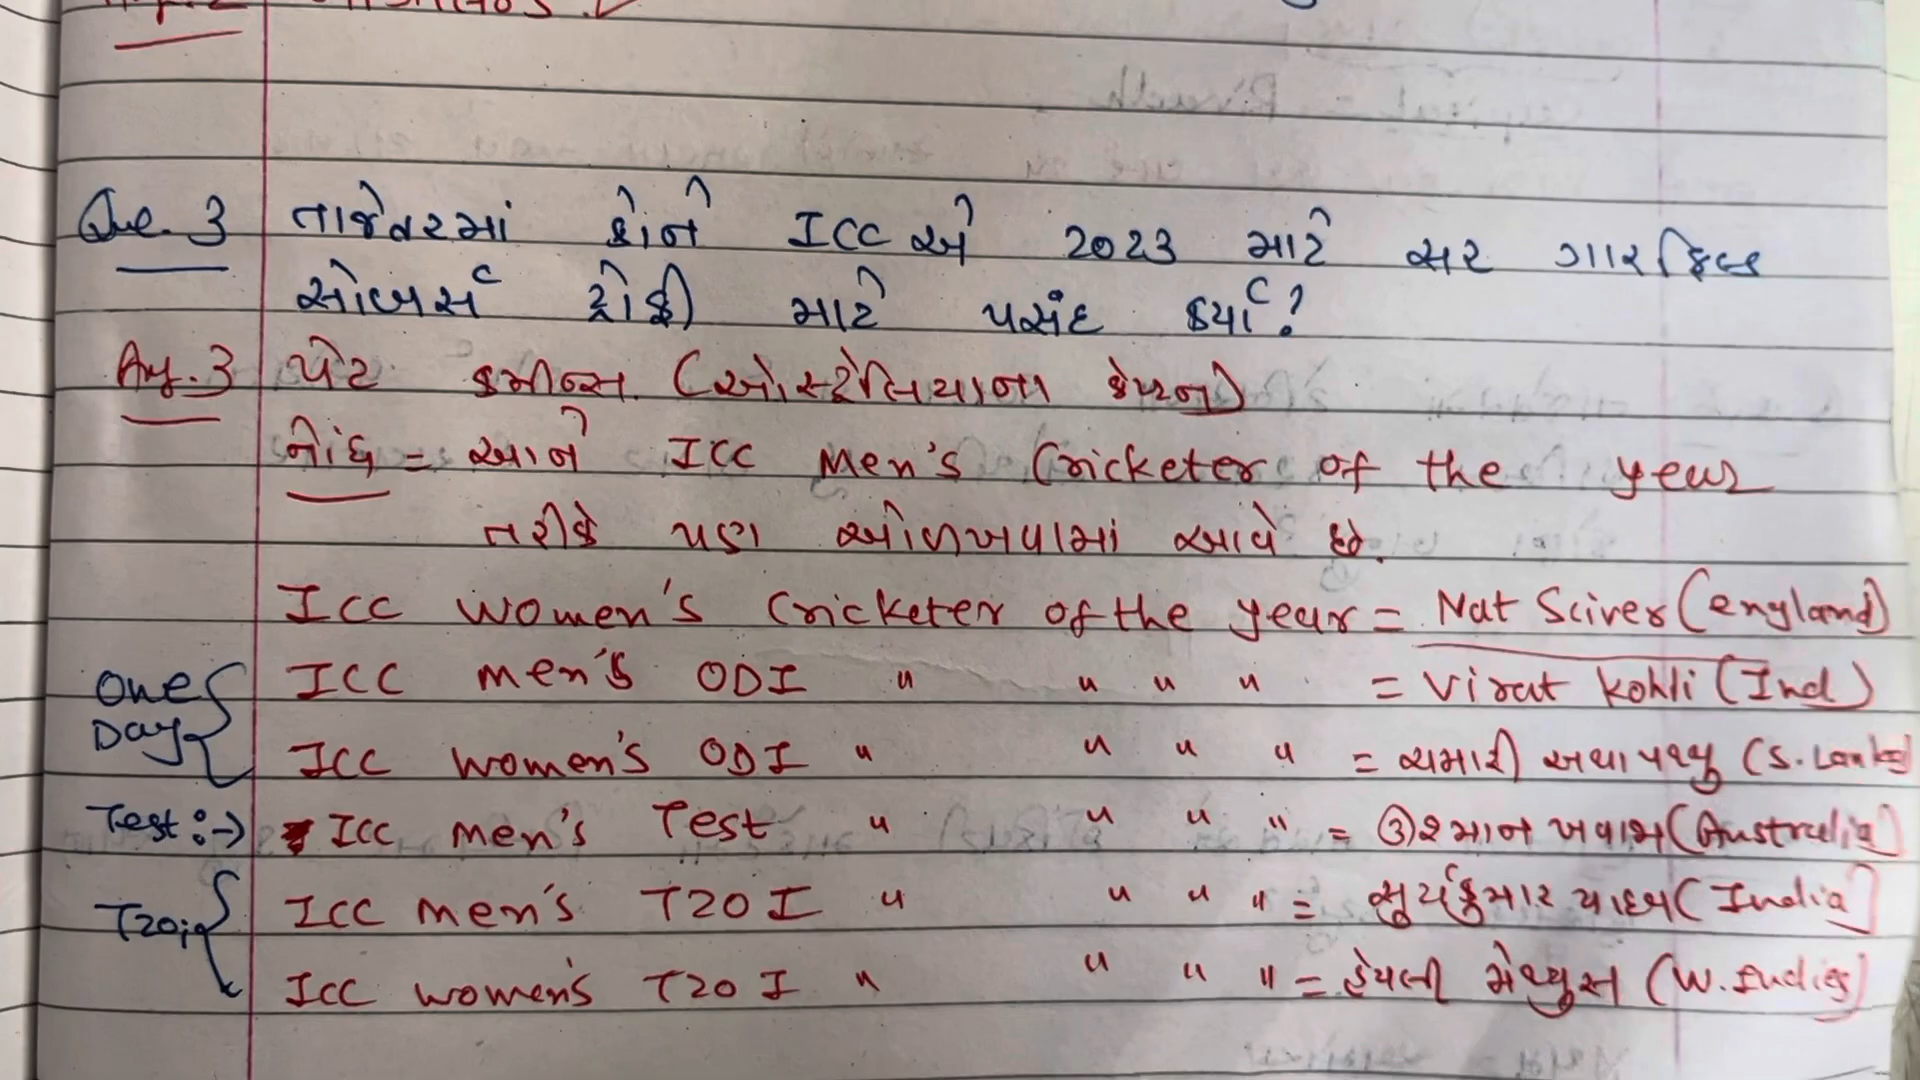 Que. 3 તાજેતરમાં કોને ICC એ 2023 માટે સર ગારફિલ્ડ
સોબર્સ ટ્રોફી માટે પસંદ કર્યા?
Ans. 3 પેટ કમીન્સ (ઓસ્ટ્રેલિયાના કેપ્ટન)
નોંધ = આને ICC Men's Cricketer of the year
તરીકે પણ ઓળખવામાં આવે છે.
ICC Women's Cricketer of the year = Nat Sciver (england)
One Day { ICC men's ODI " " " " = Virat Kohli (Ind)
ICC women's ODI " " " " = ચમારી અથાપથ્થુ (S. Lanka)
Test :→ ICC men's Test " " " " = ઉસ્માન ખ્વાજા (Australia)
T20i { ICC men's T20I " " " " = સુર્યકુમાર યાદવ (India)
ICC women's T20I " " " " = હેયલી મેથ્યુસ (W. Indies)